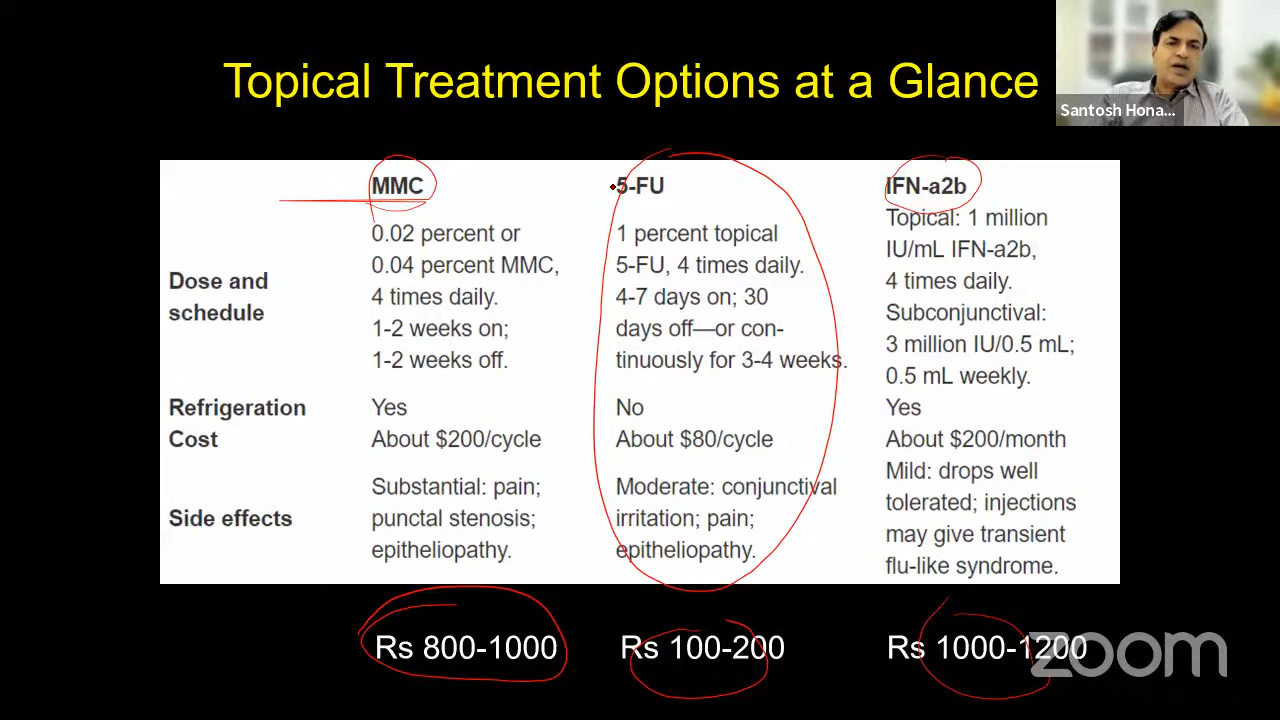 Topical Treatment Options at a Glance
Santosh Hona...
MMC
5-FU
IFN-a2b
Dose and
schedule
0.02 percent or
0.04 percent MMC,
4 times daily.
1-2 weeks on;
1-2 weeks off.
1 percent topical
5-FU, 4 times daily.
4-7 days on; 30
days off—or con-
tinuously for 3-4 weeks.
Topical: 1 million
IU/mL IFN-a2b,
4 times daily.
Subconjunctival:
3 million IU/0.5 mL;
0.5 mL weekly.
Refrigeration
Yes
No
Yes
Cost
About $200/cycle
About $80/cycle
About $200/month
Side effects
Substantial: pain;
punctal stenosis;
epitheliopathy.
Moderate: conjunctival
irritation; pain;
epitheliopathy.
Mild: drops well
tolerated; injections
may give transient
flu-like syndrome.
Rs 800-1000
Rs 100-200
Rs 1000-1200
zoom